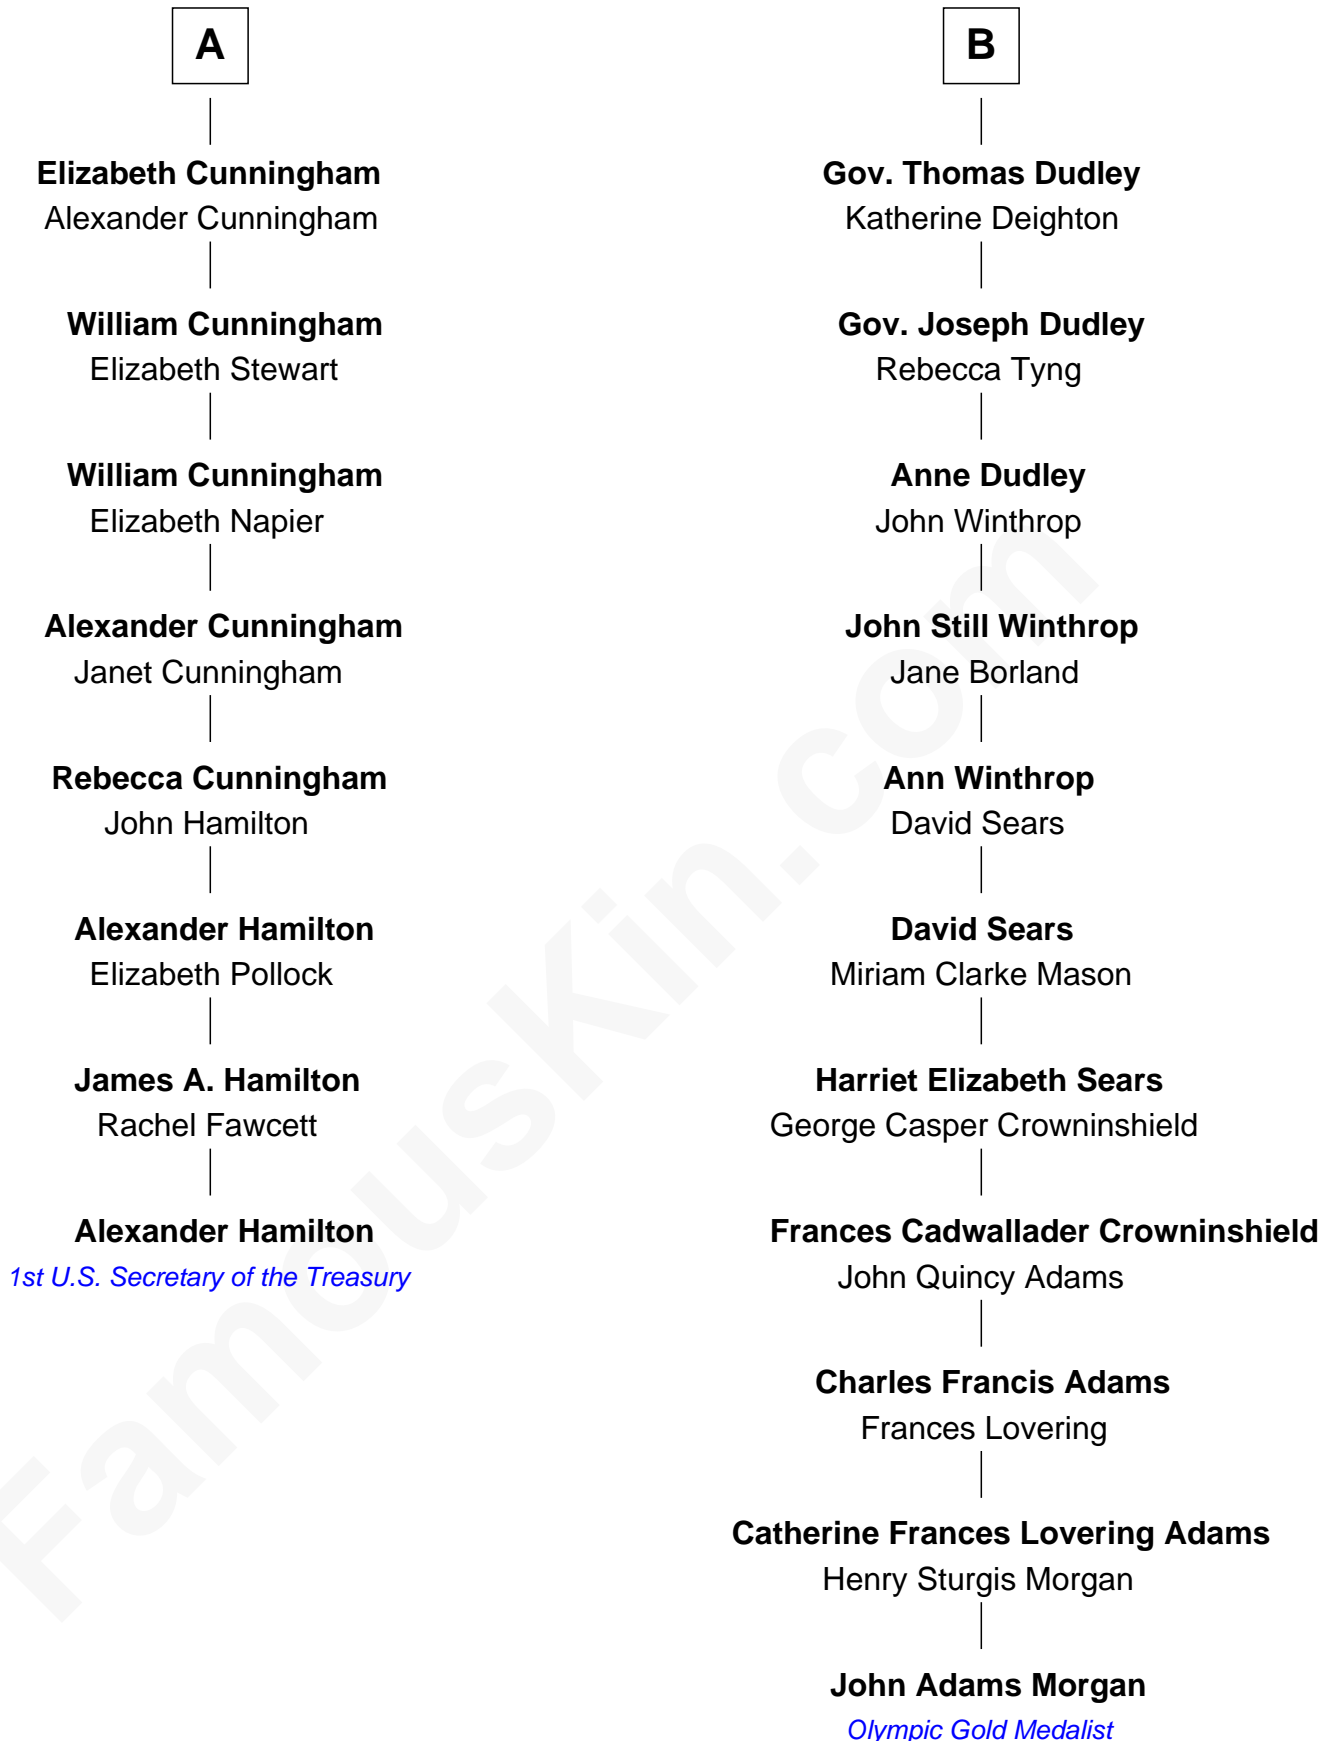 A
Elizabeth Cunningham
Alexander Cunningham
William Cunningham
Elizabeth Stewart
William Cunningham
Elizabeth Napier
Alexander Cunningham
Janet Cunningham
Rebecca Cunningham
John Hamilton
Alexander Hamilton
Elizabeth Pollock
James A. Hamilton
Rachel Fawcett
Alexander Hamilton
1st U.S. Secretary of the Treasury
B
Gov. Thomas Dudley
Katherine Deighton
Gov. Joseph Dudley
Rebecca Tyng
Anne Dudley
John Winthrop
John Still Winthrop
Jane Borland
Ann Winthrop
David Sears
David Sears
Miriam Clarke Mason
Harriet Elizabeth Sears
George Casper Crowninshield
Frances Cadwallader Crowninshield
John Quincy Adams
Charles Francis Adams
Frances Lovering
Catherine Frances Lovering Adams
Henry Sturgis Morgan
John Adams Morgan
Olympic Gold Medalist
FamousKin.com